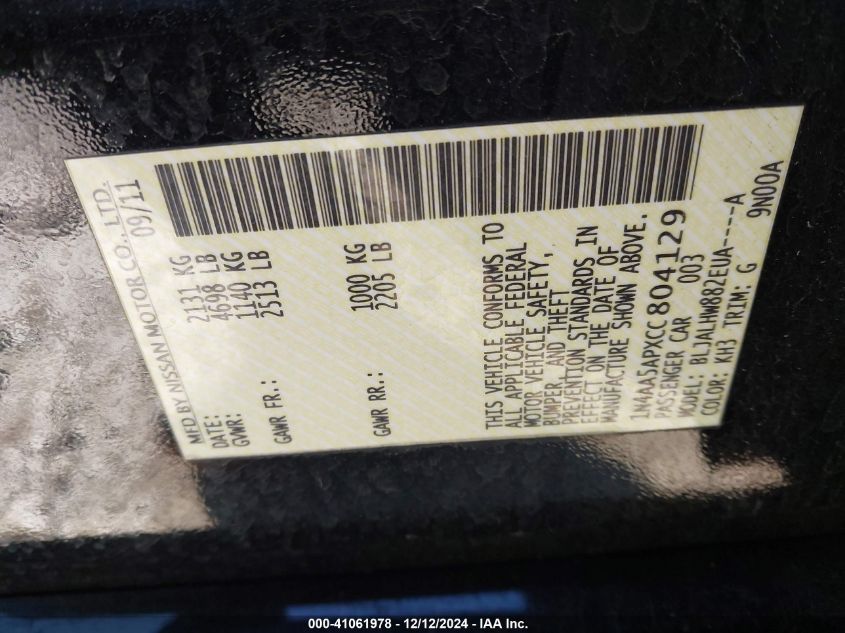 MFD BY NISSAN MOTOR CO., LTD.
DATE: 09/11
GVWR: 2131 KG
4698 LB
GAWR FR.: 1140 KG
2513 LB
GAWR RR.: 1000 KG
2205 LB
THIS VEHICLE CONFORMS TO
ALL APPLICABLE FEDERAL
MOTOR VEHICLE SAFETY,
BUMPER, AND THEFT
PREVENTION STANDARDS IN
EFFECT ON THE DATE OF
MANUFACTURE SHOWN ABOVE.
1N4AA5APXCC804129
PASSENGER CAR 003
MODEL: BLJALHW882EUA----A
COLOR: KH3 TRIM: G 9N00A
000-41061978 - 12/12/2024 - IAA Inc.